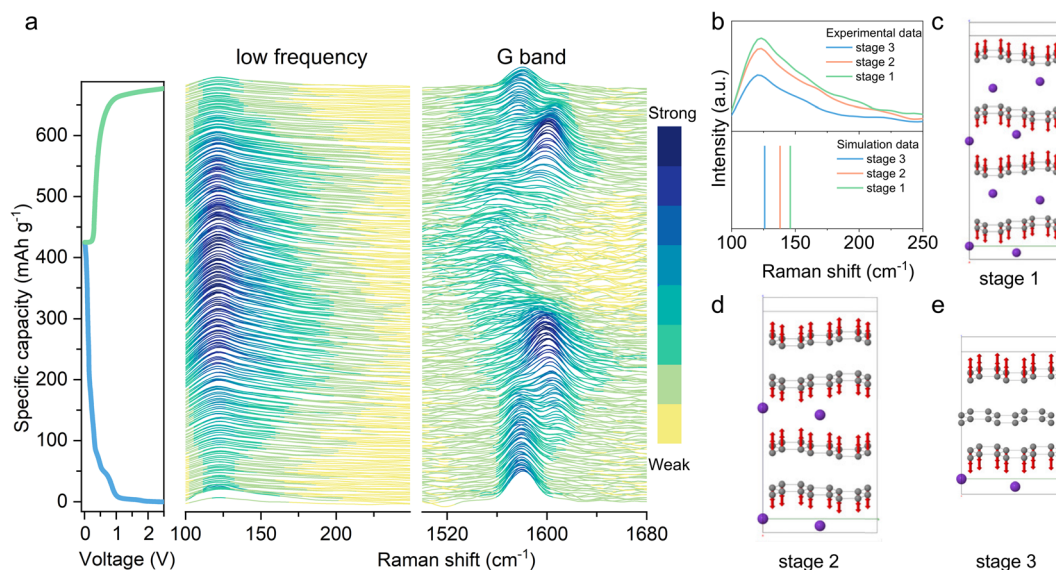 a
low frequency
G band
Specific capacity (mAh g⁻¹)
600
500
400
300
200
100
0
0 1 2
Voltage (V)
100 150 200
1520 1600 1680
Raman shift (cm⁻¹)
Strong
Weak
b
Experimental data
stage 3
stage 2
stage 1
Simulation data
stage 3
stage 2
stage 1
Intensity (a.u.)
100 150 200 250
Raman shift (cm⁻¹)
c
stage 1
d
stage 2
e
stage 3